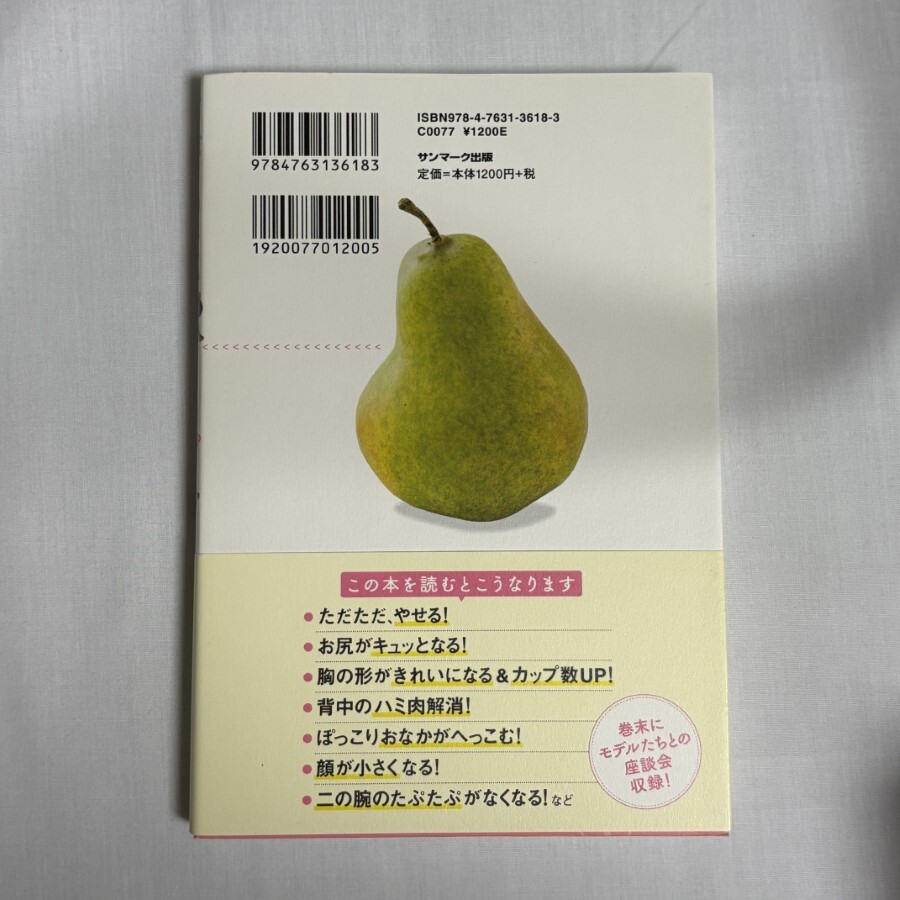 ISBN978-4-7631-3618-3
C0077 ¥1200E
9784763136183
サンマーク出版
定価=本体1200円+税
1920077012005
<<<<<<<<<<<<<<<<<<
この本を読むとこうなります
●ただただ、やせる!
●お尻がキュッとなる!
●胸の形がきれいになる&カップ数UP!
●背中のハミ肉解消!
●ぽっこりおなかがへっこむ!
●顔が小さくなる!
●二の腕のたぷたぷがなくなる!など
巻末に
モデルたちとの
座談会
収録!